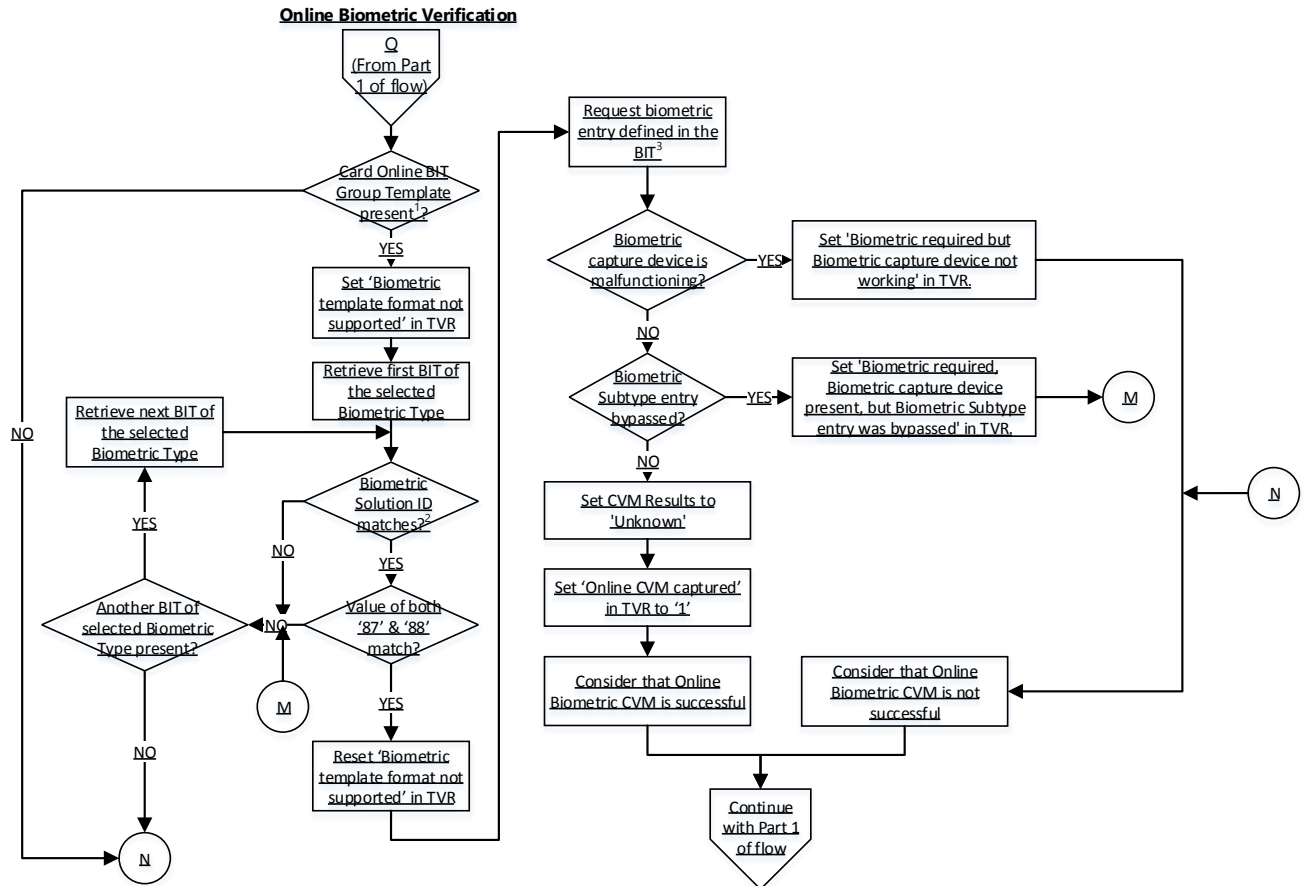 Online Biometric Verification
Q
(From Part
1 of flow)
Card Online BIT
Group Template
present¹?
YES
NO
Set ‘Biometric
template format not
supported’ in TVR
Retrieve first BIT of
the selected
Biometric Type
Retrieve next BIT of
the selected
Biometric Type
Biometric
Solution ID
matches?²
YES
NO
YES
Another BIT of
selected Biometric
Type present?
NO
Value of both
‘87’ & ‘88’
match?
M
YES
NO
Reset ‘Biometric
template format not
supported’ in TVR
N
Request biometric
entry defined in the
BIT³
Biometric
capture device is
malfunctioning?
YES
Set 'Biometric required but
Biometric capture device not
working' in TVR.
NO
Biometric
Subtype entry
bypassed?
YES
Set 'Biometric required,
Biometric capture device
present, but Biometric Subtype
entry was bypassed' in TVR.
M
NO
Set CVM Results to
'Unknown'
N
Set ‘Online CVM captured’
in TVR to ‘1’
Consider that Online
Biometric CVM is successful
Consider that Online
Biometric CVM is not
successful
Continue
with Part 1
of flow